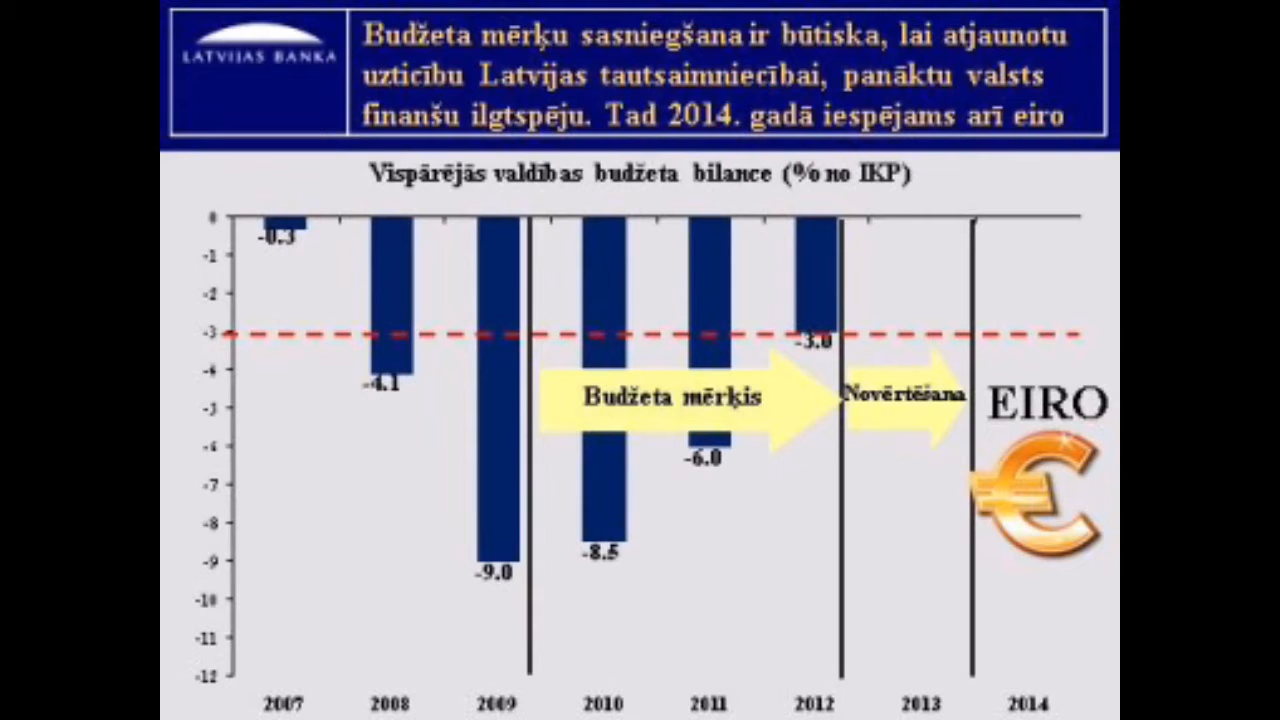 LATVIJAS BANKA
Budžeta mērķu sasniegšana ir būtiska, lai atjaunotu
uzticību Latvijas tautsaimniecībai, panāktu valsts
finanšu ilgtspēju. Tad 2014. gadā iespējams arī eiro
Vispārējās valdības budžeta bilance (% no IKP)
0
-0.3
-1
-2
-3
-3.0
-4
-4.1
Budžeta mērķis
Novērtēšana
EIRO
-5
-6
-6.0
€
-7
-8
-8.5
-9
-9.0
-10
-11
-12
2007 2008 2009 2010 2011 2012 2013 2014